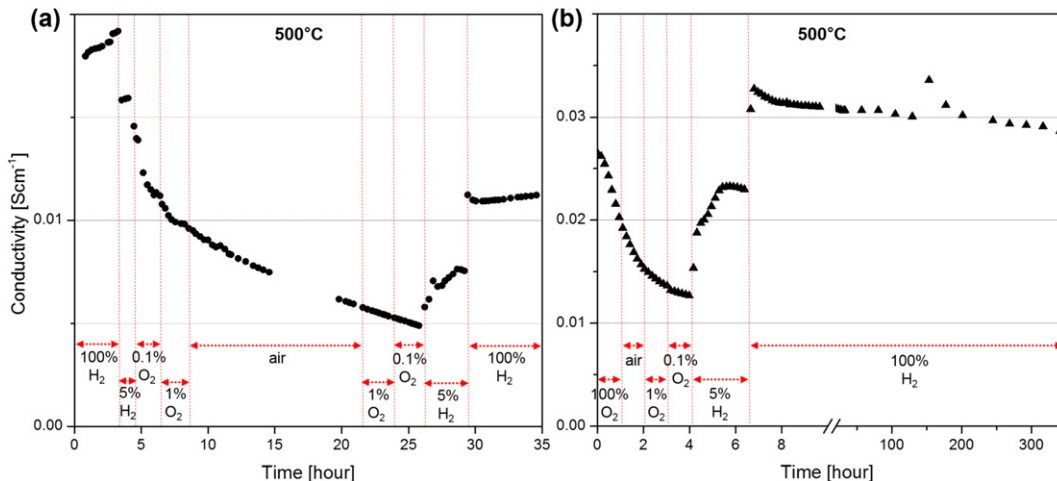 (a)
500°C
Conductivity [Scm⁻¹]
0.01
0.00
100%
H₂
5%
H₂
0.1%
O₂
1%
O₂
air
1%
O₂
0.1%
O₂
5%
H₂
100%
H₂
0 5 10 15 20 25 30 35
Time [hour]
(b)
500°C
0.03
0.02
0.01
0.00
100%
O₂
air
1%
O₂
0.1%
O₂
5%
H₂
100%
H₂
0 2 4 6 8 100 200 300
Time [hour]